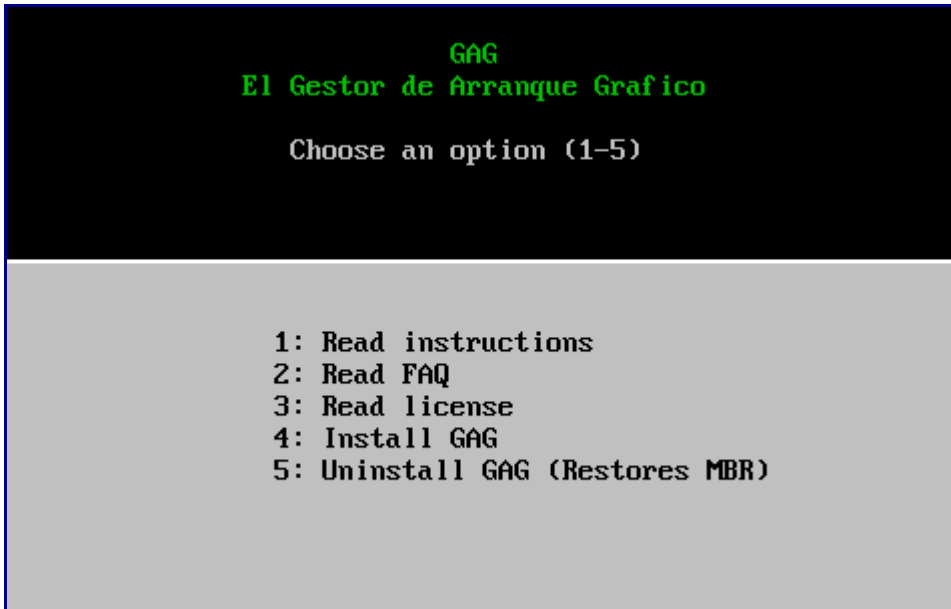 GAG
El Gestor de Arranque Grafico
Choose an option (1-5)
1: Read instructions
2: Read FAQ
3: Read license
4: Install GAG
5: Uninstall GAG (Restores MBR)